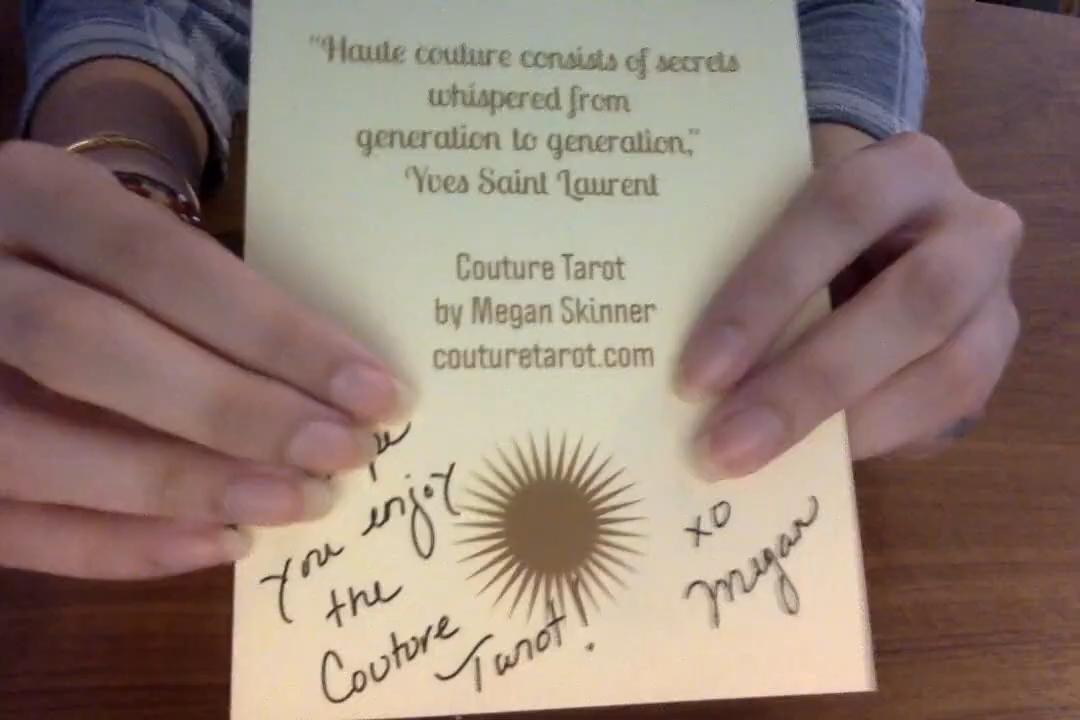 "Haute couture consists of secrets
whispered from
generation to generation,"
Yves Saint Laurent
Couture Tarot
by Megan Skinner
couturetarot.com
you enjoy
the
Couture Tarot!
xo
Megan